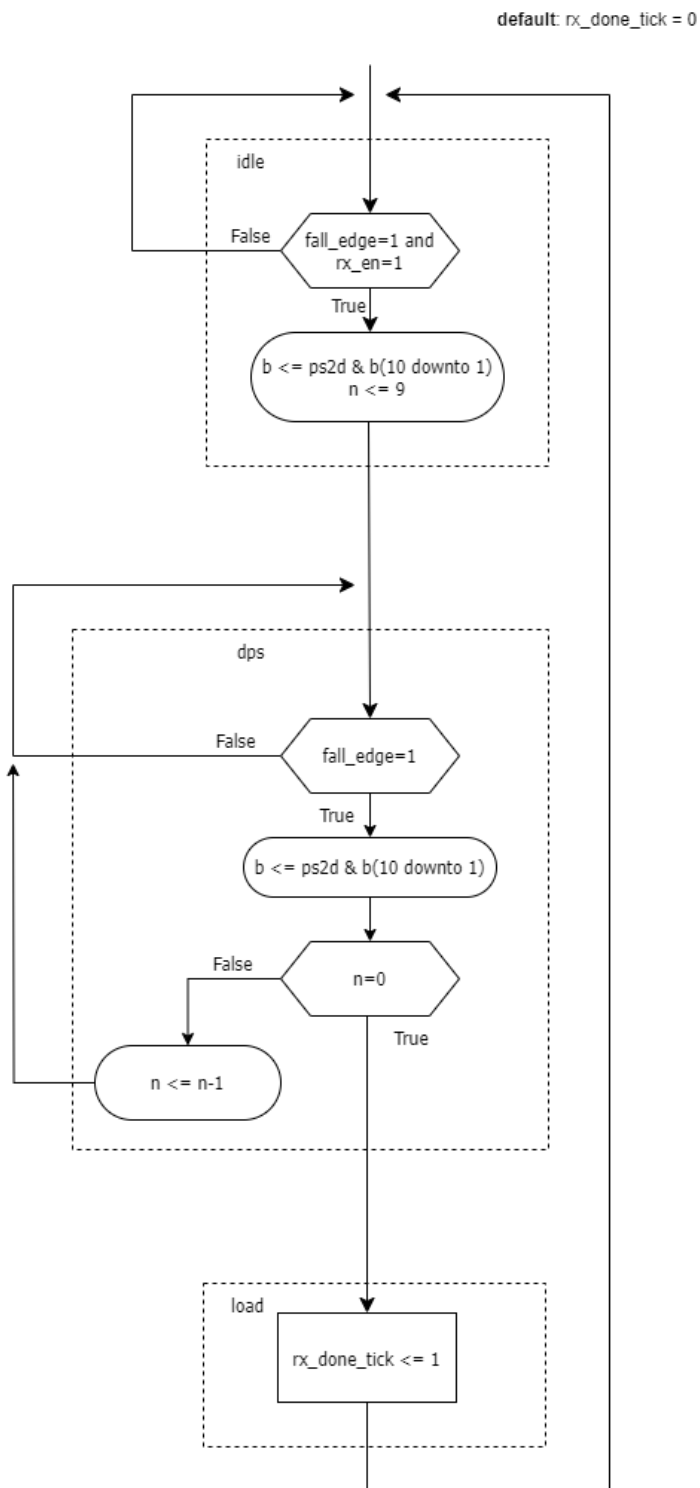 default: rx_done_tick = 0
idle
False
fall_edge=1 and
rx_en=1
True
b <= ps2d & b(10 downto 1)
n <= 9
dps
False
fall_edge=1
True
b <= ps2d & b(10 downto 1)
False
n=0
True
n <= n-1
load
rx_done_tick <= 1